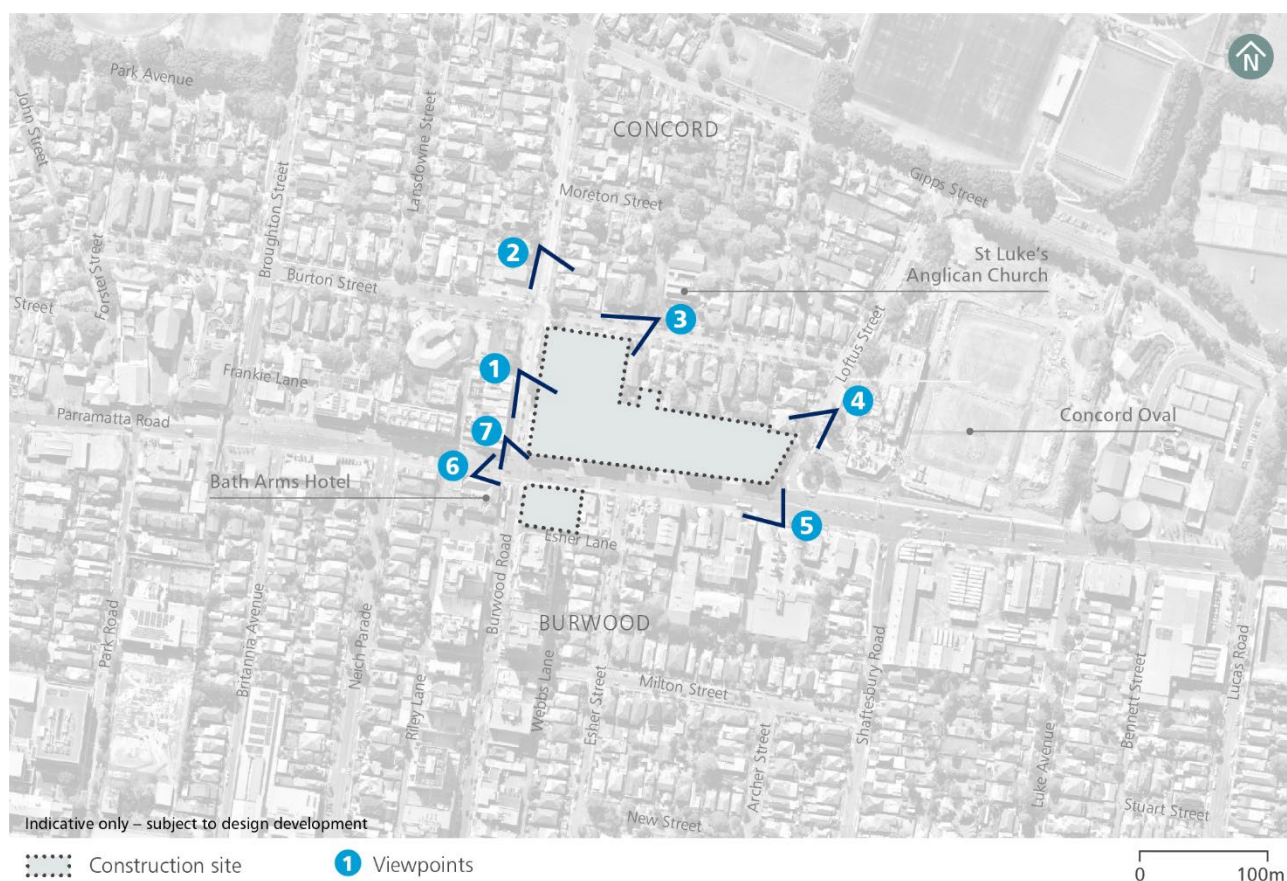 N
Park Avenue
John Street
CONCORD
Lansdowne Street
Broughton Street
Moreton Street
Gipps Street
Forster Street
2
St Luke's
Anglican Church
Burton Street
Street
3
Loftus Street
Frankie Lane
1
4
Parramatta Road
Concord Oval
7
6
Bath Arms Hotel
5
Esher Lane
Burwood Road
BURWOOD
Park Road
Britannia Avenue
Neich Parade
Riley Lane
Webbs Lane
Esher Street
Milton Street
Archer Street
Shaftesbury Road
Luke Avenue
Bennett Street
Lucas Road
Stuart Street
New Street
Indicative only – subject to design development
Construction site
1 Viewpoints
0 100m